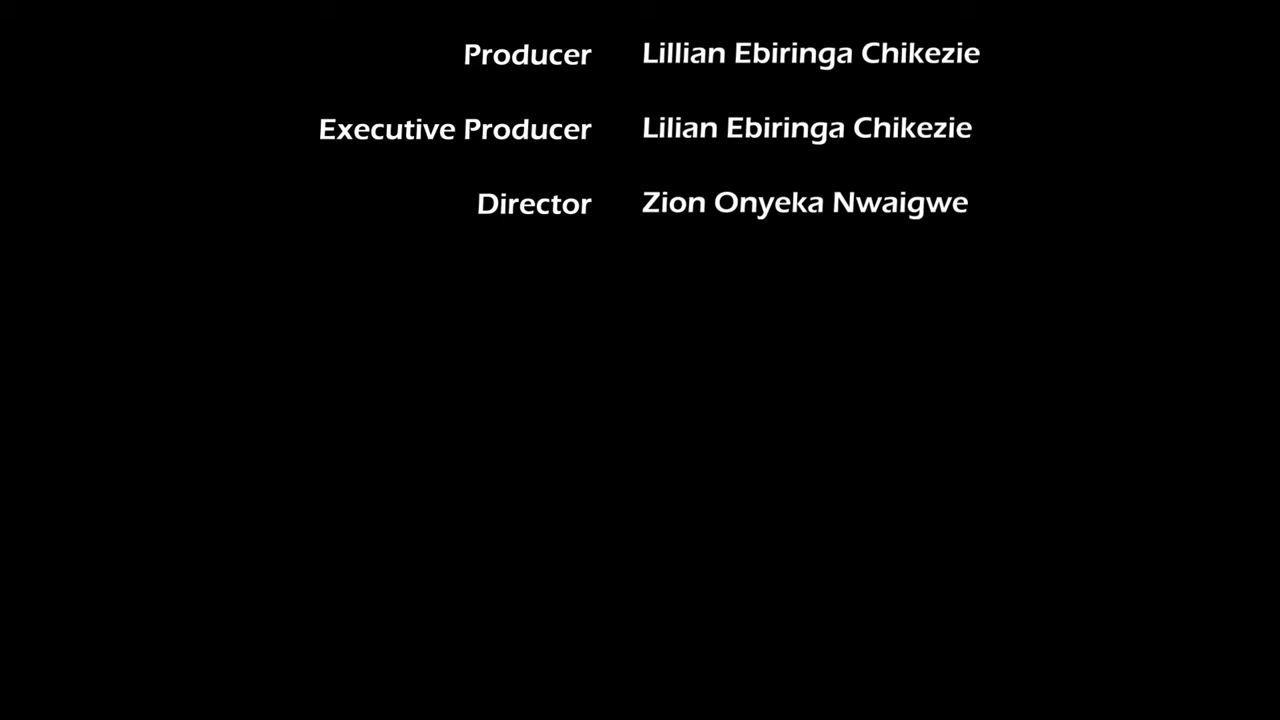 Producer Lillian Ebiringa Chikezie
Executive Producer Lilian Ebiringa Chikezie
Director Zion Onyeka Nwaigwe